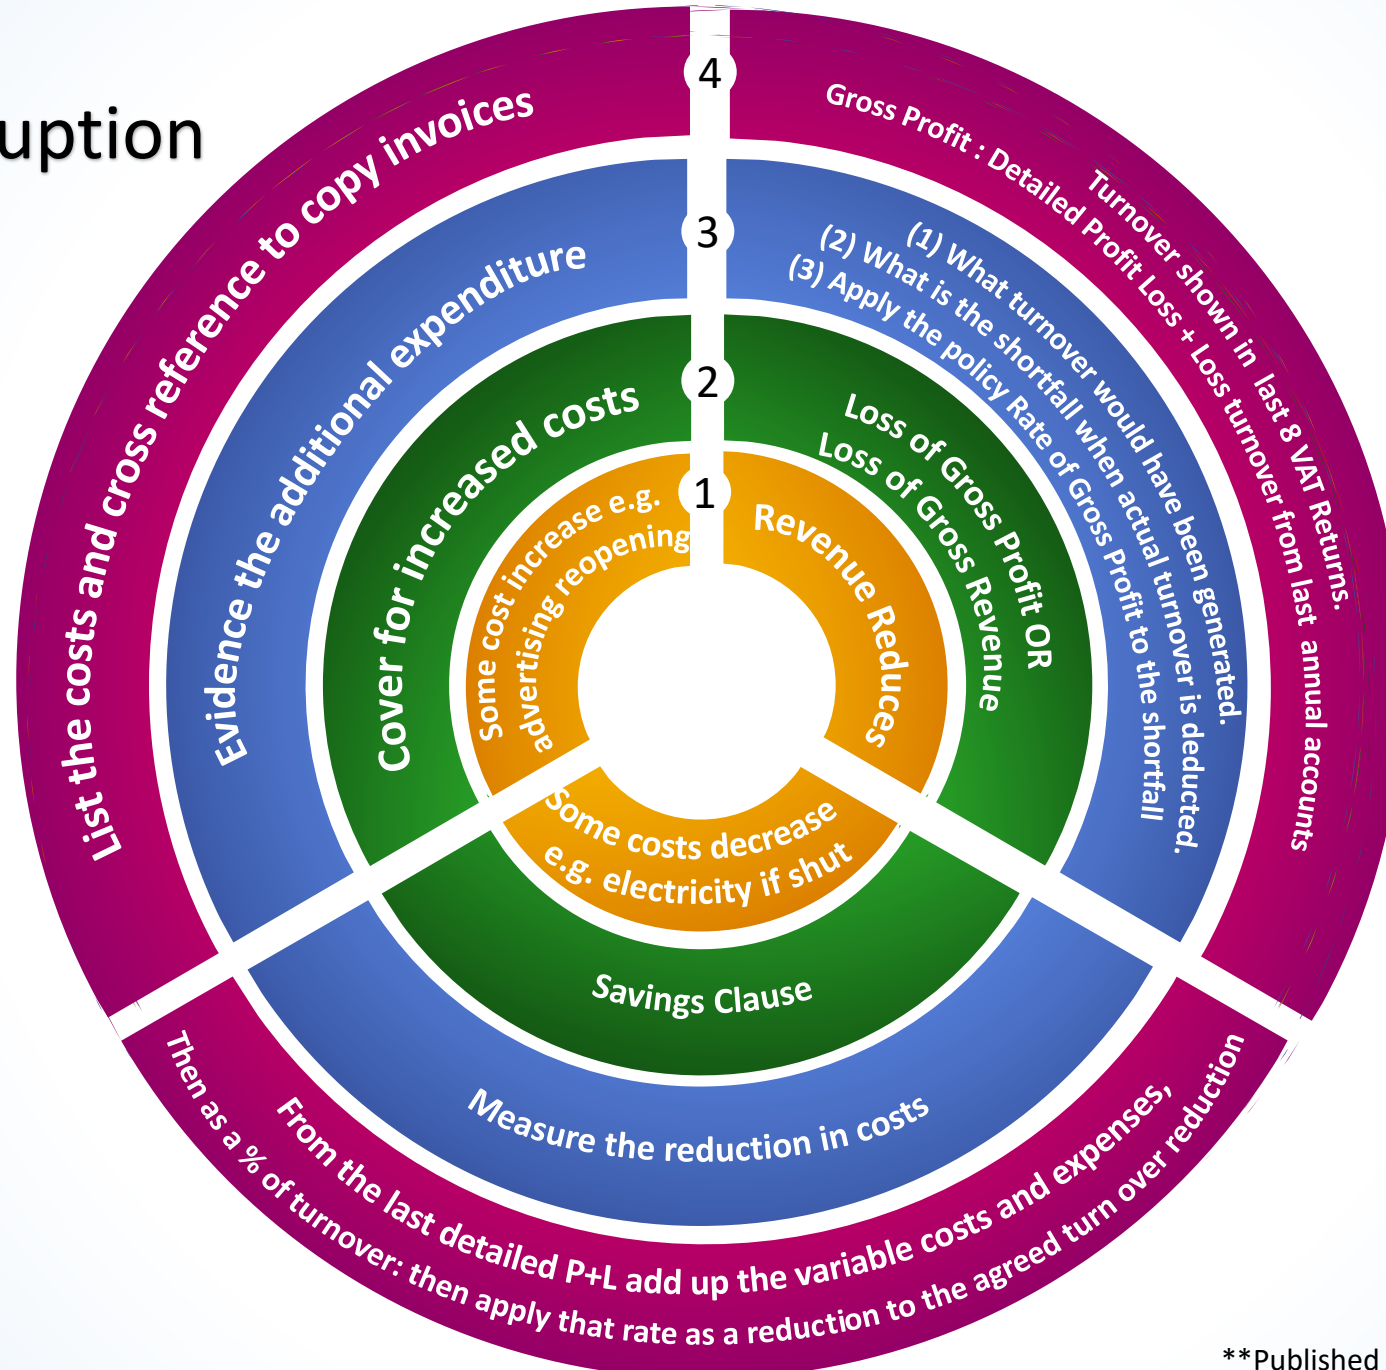 uption
4
3
2
1
List the costs and cross reference to copy invoices
Evidence the additional expenditure
Cover for increased costs
Some cost increase e.g.
advertising reopening
Turnover shown in last 8 VAT Returns.
Gross Profit : Detailed Profit Loss + Loss turnover from last annual accounts
(1) What turnover would have been generated.
(2) What is the shortfall when actual turnover is deducted.
(3) Apply the policy Rate of Gross Profit to the shortfall
Loss of Gross Profit OR
Loss of Gross Revenue
Revenue Reduces
Some costs decrease
e.g. electricity if shut
Savings Clause
Measure the reduction in costs
From the last detailed P+L add up the variable costs and expenses,
Then as a % of turnover: then apply that rate as a reduction to the agreed turn over reduction
**Published